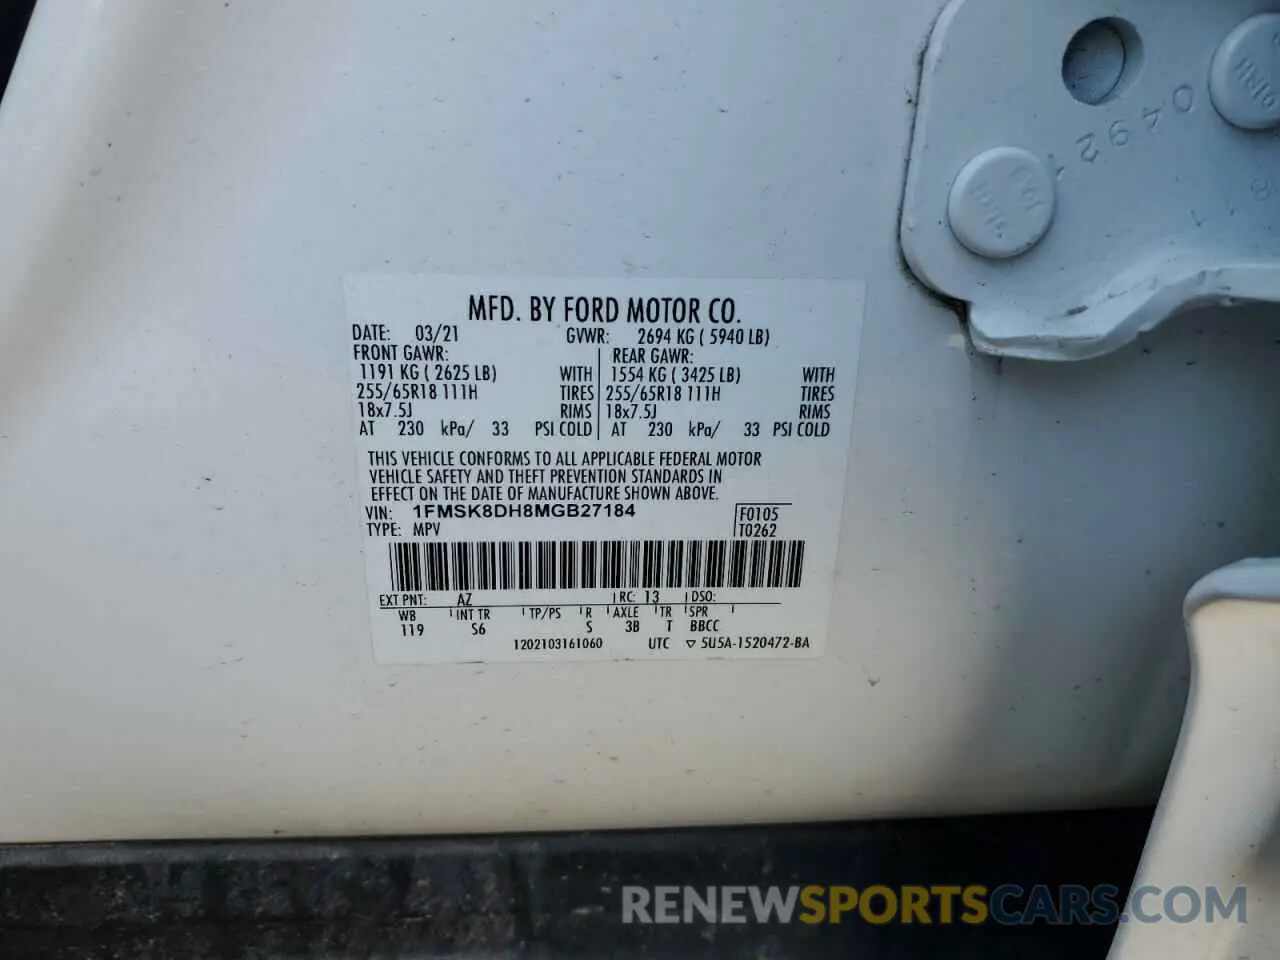 MFD. BY FORD MOTOR CO.
DATE: 03/21 GVWR: 2694 KG ( 5940 LB)
FRONT GAWR: REAR GAWR:
1191 KG ( 2625 LB) WITH 1554 KG ( 3425 LB) WITH
255/65R18 111H TIRES 255/65R18 111H TIRES
18x7.5J RIMS 18x7.5J RIMS
AT 230 kPa/ 33 PSI COLD AT 230 kPa/ 33 PSI COLD
THIS VEHICLE CONFORMS TO ALL APPLICABLE FEDERAL MOTOR
VEHICLE SAFETY AND THEFT PREVENTION STANDARDS IN
EFFECT ON THE DATE OF MANUFACTURE SHOWN ABOVE.
VIN: 1FMSK8DH8MGB27184 F0105
TYPE: MPV T0262
EXT PNT: AZ RC: 13 DSO:
WB INT TR TP/PS R AXLE TR SPR
119 S6 S 3B T BBCC
1202103161060 UTC ▽ 5U5A-1520472-BA
0492 1
RENEWSPORTSCARS.COM